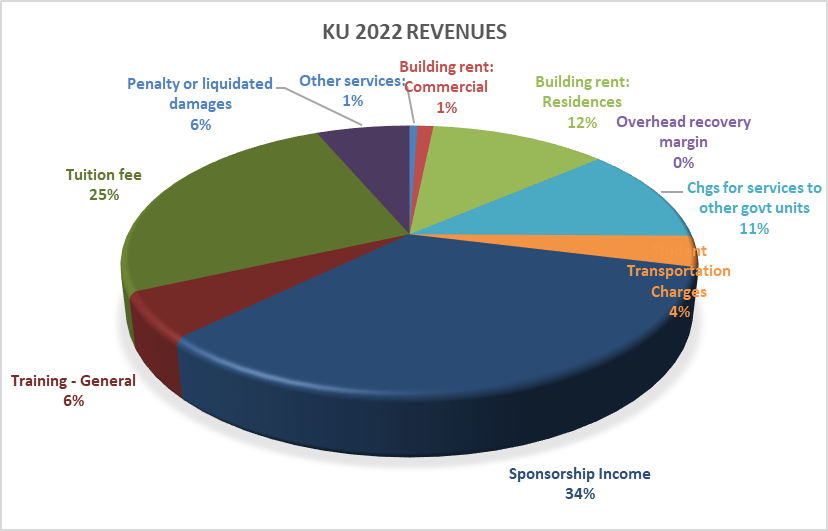 KU 2022 REVENUES
Penalty or liquidated
damages
6%
Other services:
1%
Building rent:
Commercial
1%
Building rent:
Residences
12%
Overhead recovery
margin
0%
Chgs for services to
other govt units
11%
Transportation
Charges
4%
Sponsorship Income
34%
Training - General
6%
Tuition fee
25%